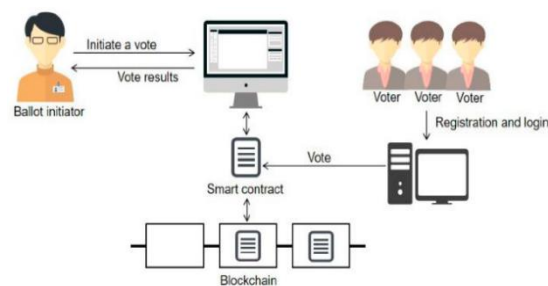 Initiate a vote
Vote results
Ballot initiator
Voter Voter Voter
Registration and login
Vote
Smart contract
Blockchain